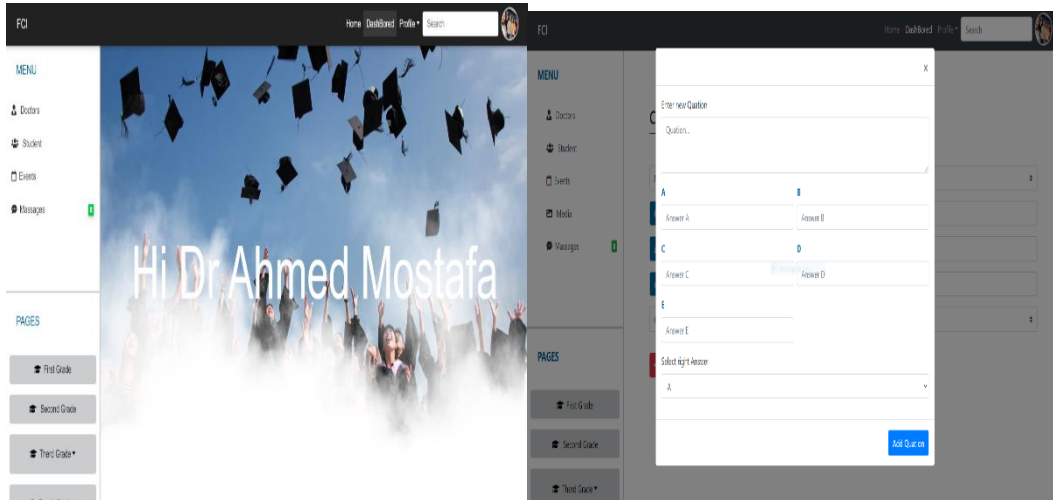 FCI
Home DashBored Profile Search
MENU
Doctors
Student
Events
Massages
Hi Dr Ahmed Mostafa
PAGES
First Grade
Second Grade
Therd Grade
FCI
Home DashBored Profile Search
MENU
Doctors
Student
Events
Media
Massages
PAGES
First Grade
Second Grade
Therd Grade
x
Enter new Quation
Quation...
A B
Answer A Answer B
C D
Answer C Answer D
E
Answer E
Select right Answer
A
Add Quation